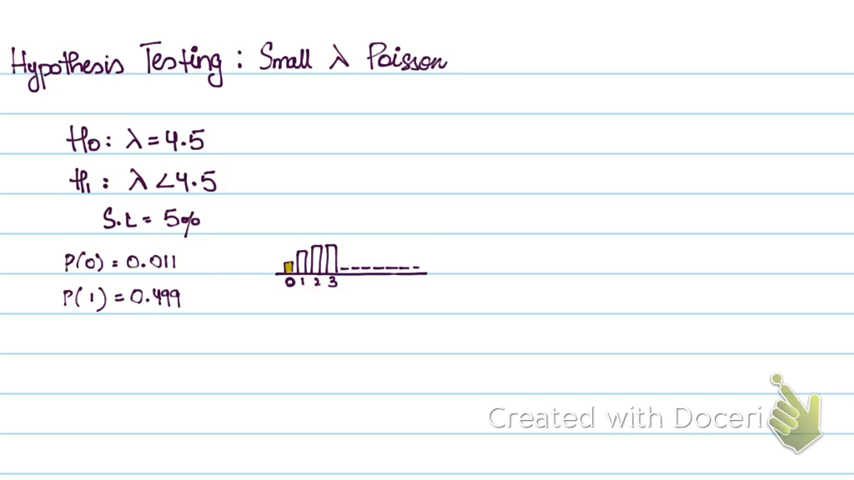 Hypothesis Testing : Small λ Poisson
H0 : λ = 4.5
H1 : λ < 4.5
S.L = 5%
P(0) = 0.011
P(1) = 0.499
0 1 2 3
Created with Doceri